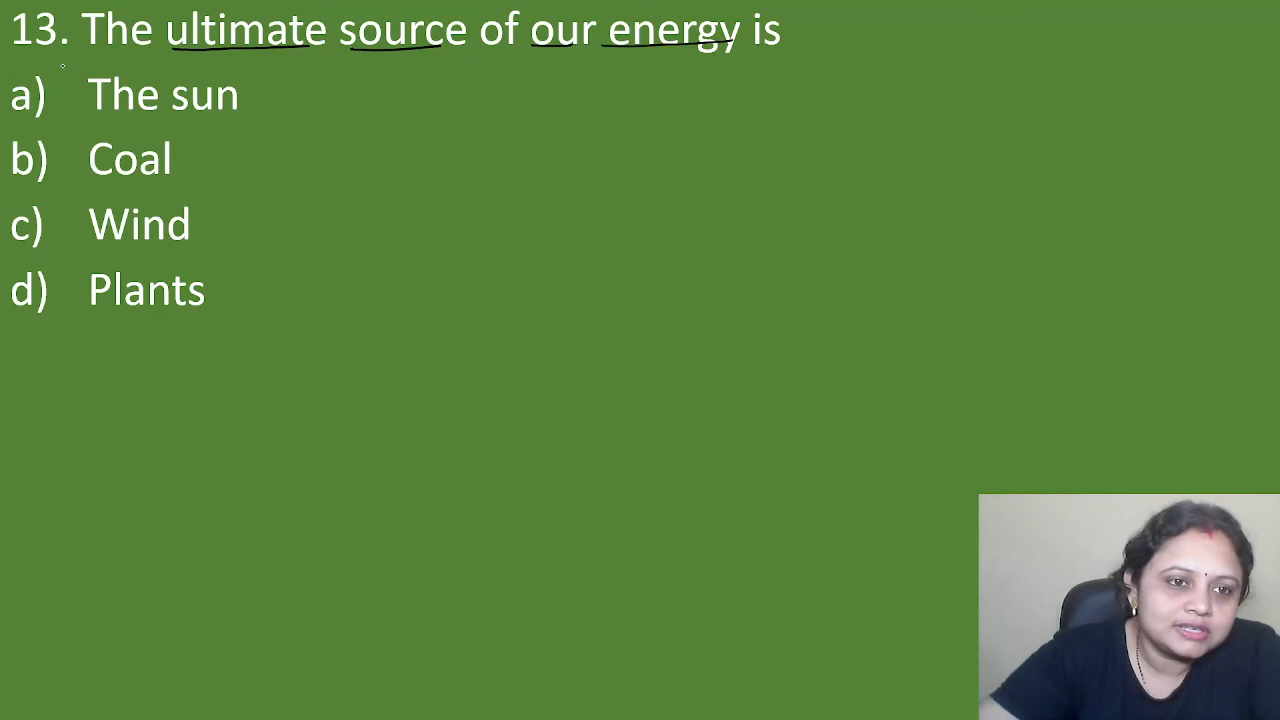 13. The ultimate source of our energy is
a) The sun
b) Coal
c) Wind
d) Plants